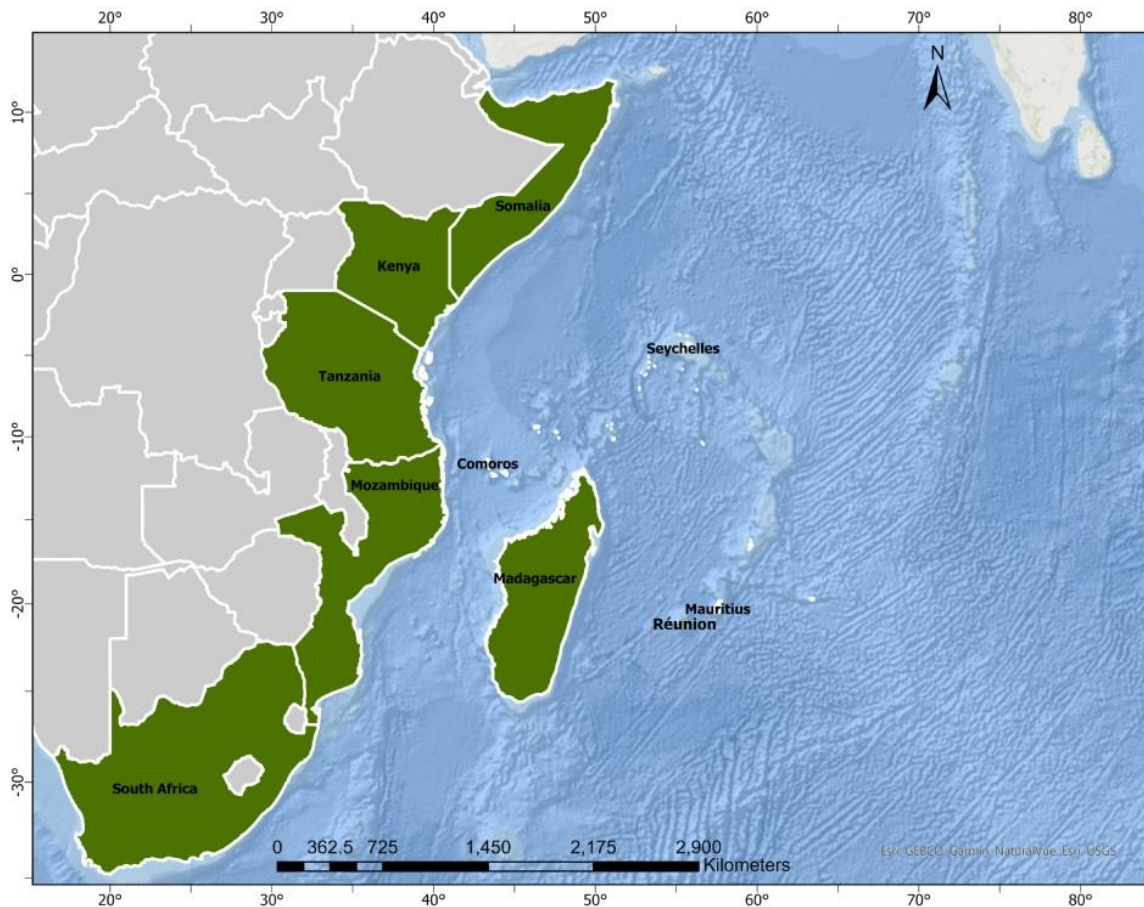 20° 30° 40° 50° 60° 70° 80°
N
10°
Somalia
Kenya
0°
Seychelles
Tanzania
-10°
Comoros
Mozambique
Madagascar
-20°
Mauritius
Réunion
-30°
South Africa
0 362.5 725 1,450 2,175 2,900
Kilometers
Esri, GEBCO, Garmin, NaturalVue, Esri, USGS
20° 30° 40° 50° 60° 70° 80°